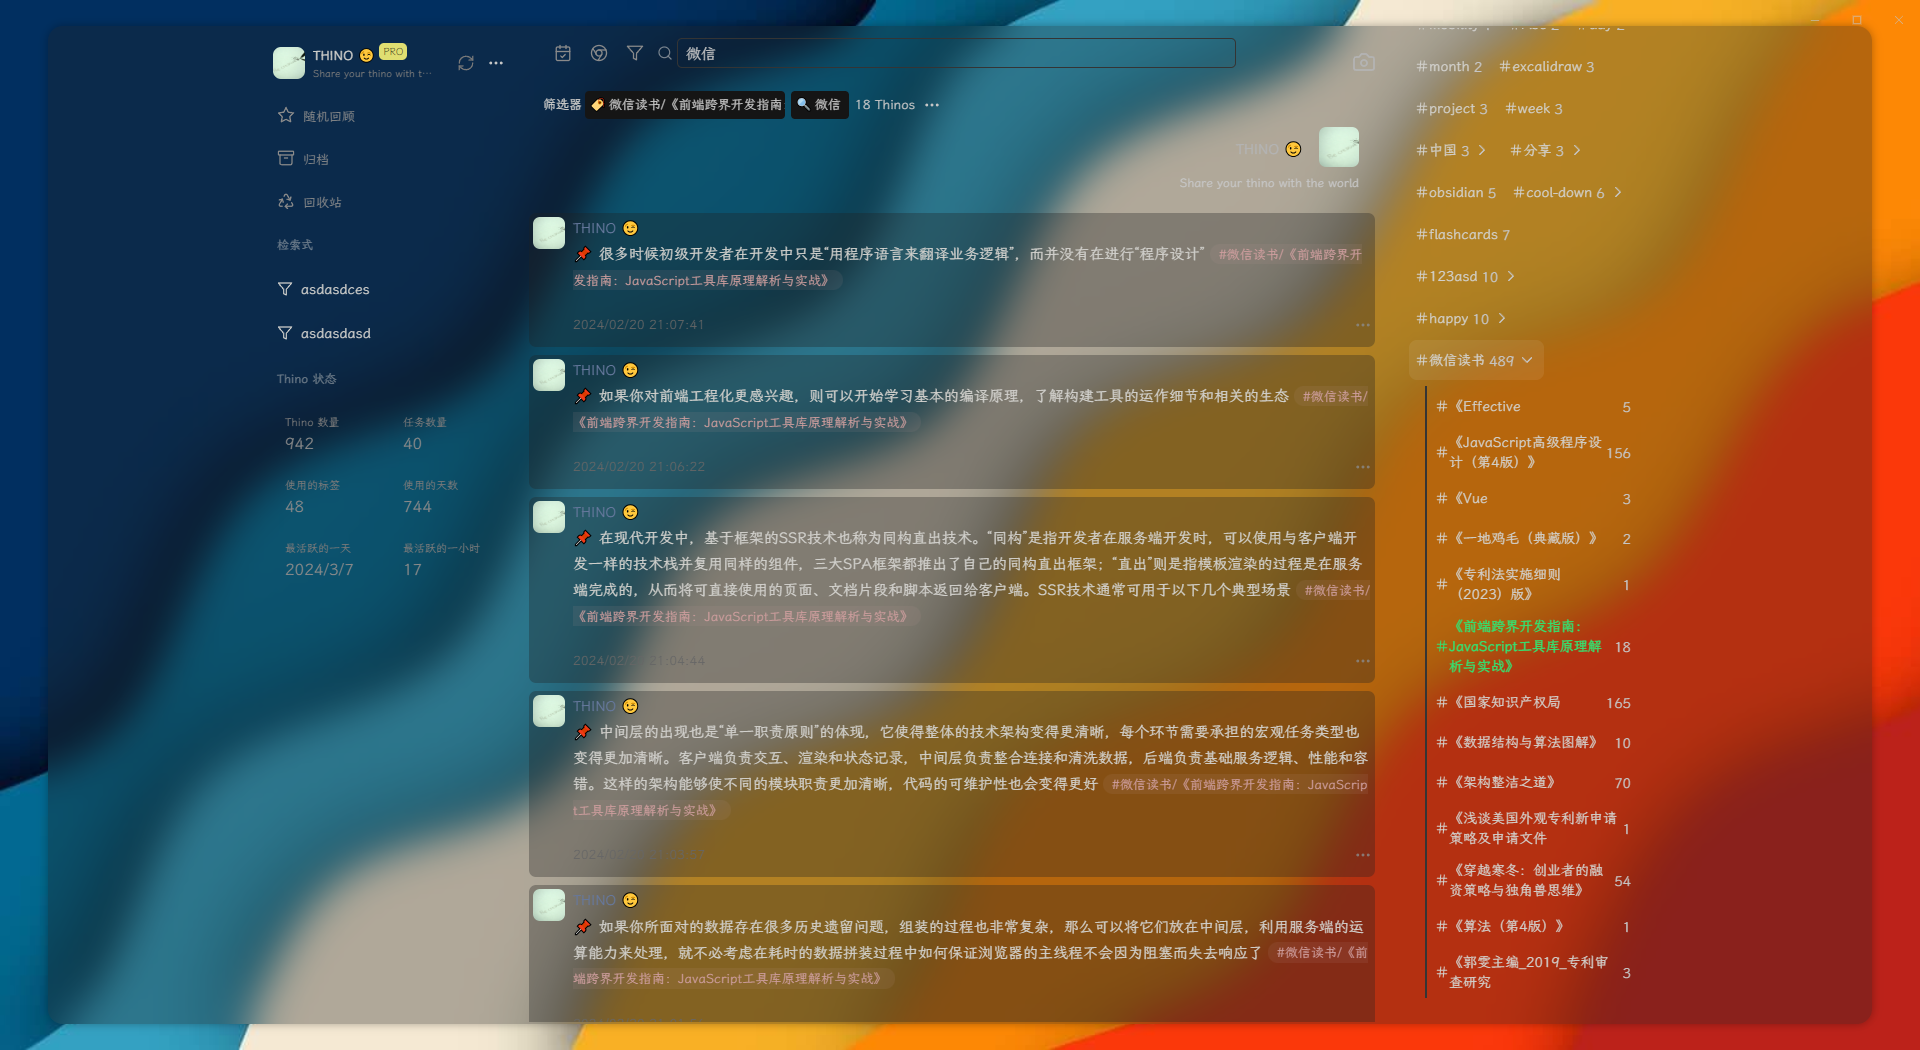 THINO 😉 PRO
Share your thino with t···
随机回顾
归档
回收站
检索式
asdasdces
asdasdasd
Thino 状态
Thino 数量
942
任务数量
40
使用的标签
48
使用的天数
744
最活跃的一天
2024/3/7
最活跃的一小时
17
微信
筛选器 🏷️ 微信读书/《前端跨界开发指南 🔍 微信 18 Thinos ···
THINO 😉
Share your thino with the world
THINO 😉
📌 很多时候初级开发者在开发中只是“用程序语言来翻译业务逻辑”，而并没有在进行“程序设计” #微信读书/《前端跨界开
发指南：JavaScript工具库原理解析与实战》
2024/02/20 21:07:41
THINO 😉
📌 如果你对前端工程化更感兴趣，则可以开始学习基本的编译原理，了解构建工具的运作细节和相关的生态 #微信读书/
《前端跨界开发指南：JavaScript工具库原理解析与实战》
2024/02/20 21:06:22
THINO 😉
📌 在现代开发中，基于框架的SSR技术也称为同构直出技术。“同构”是指开发者在服务端开发时，可以使用与客户端开
发一样的技术栈并复用同样的组件，三大SPA框架都推出了自己的同构直出框架；“直出”则是指模板渲染的过程是在服务
端完成的，从而将可直接使用的页面、文档片段和脚本返回给客户端。SSR技术通常可用于以下几个典型场景 #微信读书/
《前端跨界开发指南：JavaScript工具库原理解析与实战》
21:04:44
THINO 😉
📌 中间层的出现也是“单一职责原则”的体现，它使得整体的技术架构变得更清晰，每个环节需要承担的宏观任务类型也
变得更加清晰。客户端负责交互、渲染和状态记录，中间层负责整合连接和清洗数据，后端负责基础服务逻辑、性能和容
错。这样的架构能够使不同的模块职责更加清晰，代码的可维护性也会变得更好 #微信读书/《前端跨界开发指南：JavaScrip
t工具库原理解析与实战》
THINO 😉
📌 如果你所面对的数据存在很多历史遗留问题，组装的过程也非常复杂，那么可以将它们放在中间层，利用服务端的运
算能力来处理，就不必考虑在耗时的数据拼装过程中如何保证浏览器的主线程不会因为阻塞而失去响应了 #微信读书/《前
端跨界开发指南：JavaScript工具库原理解析与实战》
#month 2 #excalidraw 3
#project 3 #week 3
#中国 3 #分享 3
#obsidian 5 #cool-down 6
#flashcards 7
#123asd 10
#happy 10
#微信读书 489
#《Effective 5
#《JavaScript高级程序设
计（第4版）》 156
#《Vue 3
#《一地鸡毛（典藏版）》 2
#《专利法实施细则
（2023）版》 1
#《前端跨界开发指南：
JavaScript工具库原理解
析与实战》 18
#《国家知识产权局 165
#《数据结构与算法图解》 10
#《架构整洁之道》 70
#《浅谈美国外观专利新申请
策略及申请文件 1
#《穿越寒冬：创业者的融
资策略与独角兽思维》 54
#《算法（第4版）》 1
#《郭雯主编_2019_专利审
查研究 3